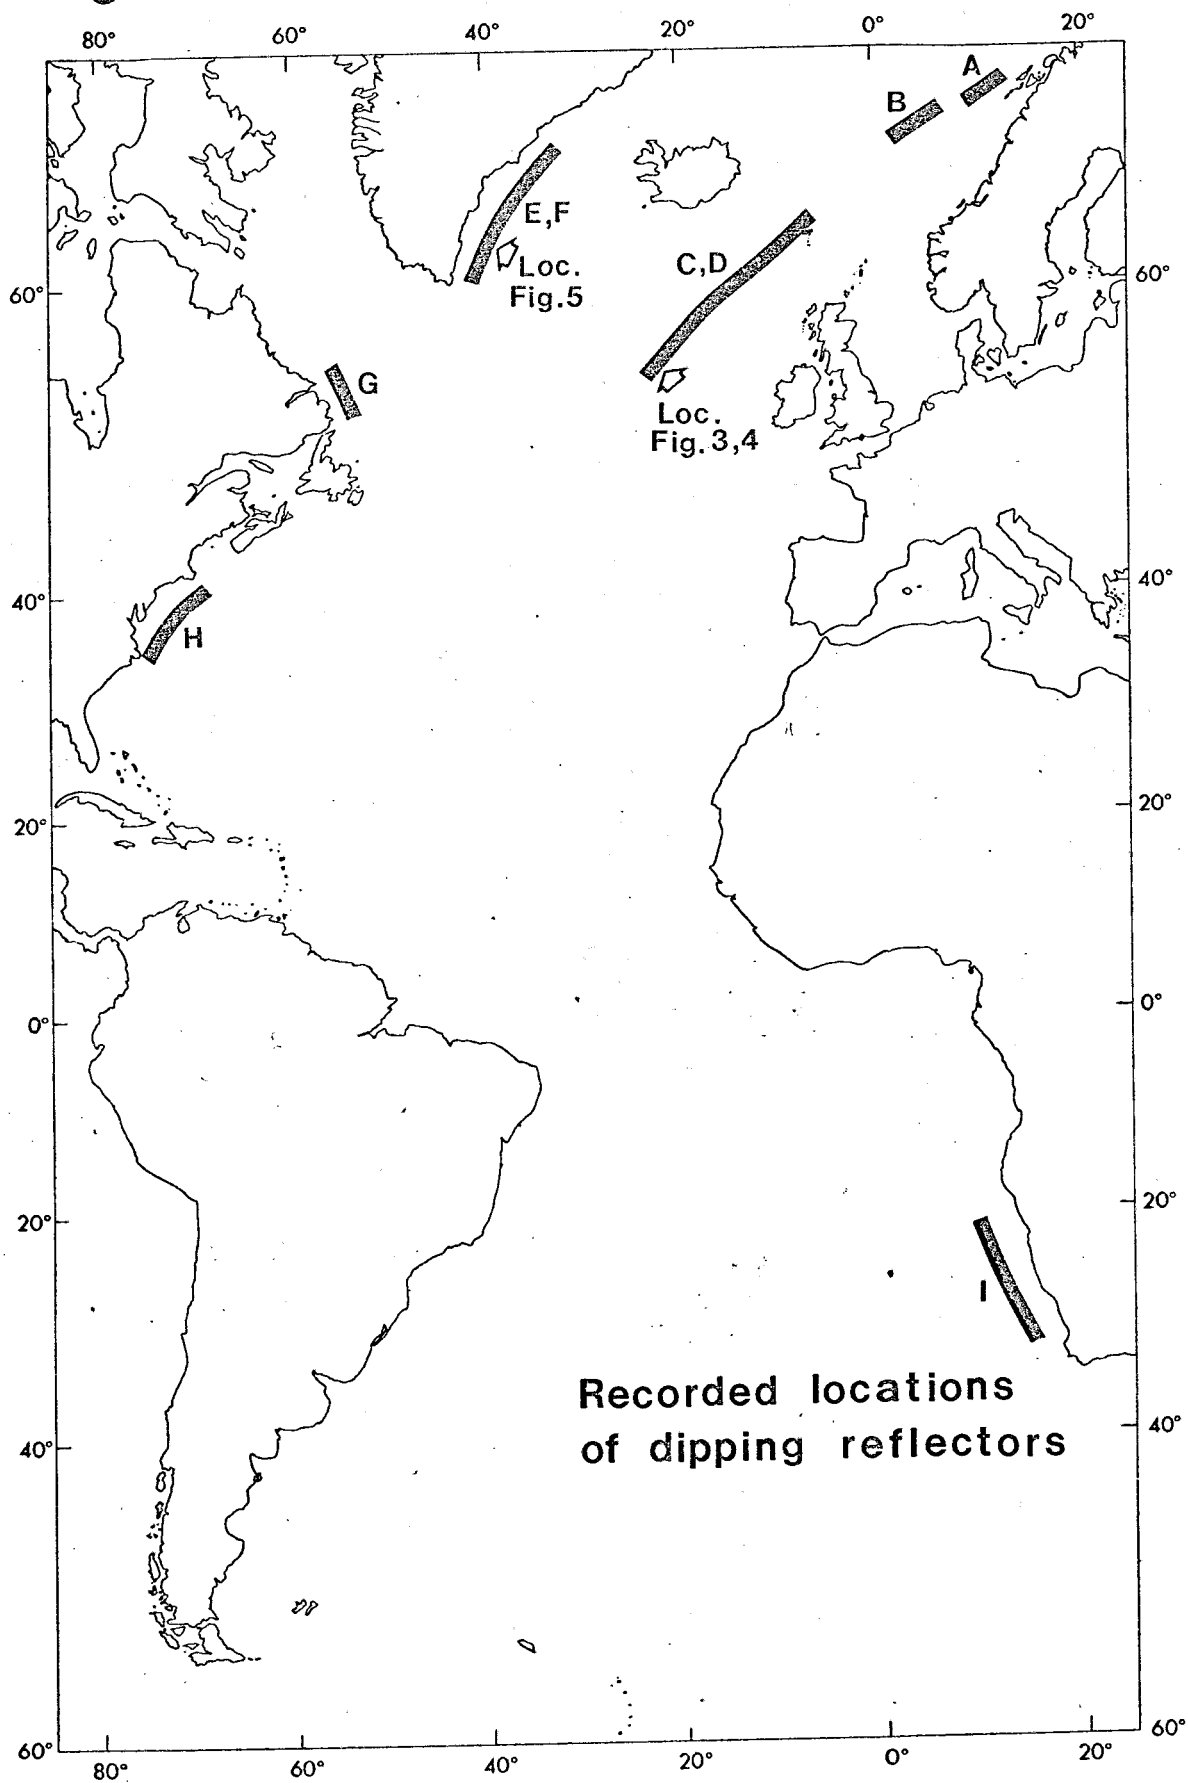 80° 60° 40° 20° 0° 20°
A
B
E,F
Loc.
Fig.5
C,D
60° 60°
G
Loc.
Fig.3,4
40° 40°
H
20° 20°
0° 0°
20° 20°
I
Recorded locations
of dipping reflectors
40° 40°
60° 60°
80° 60° 40° 20° 0° 20°